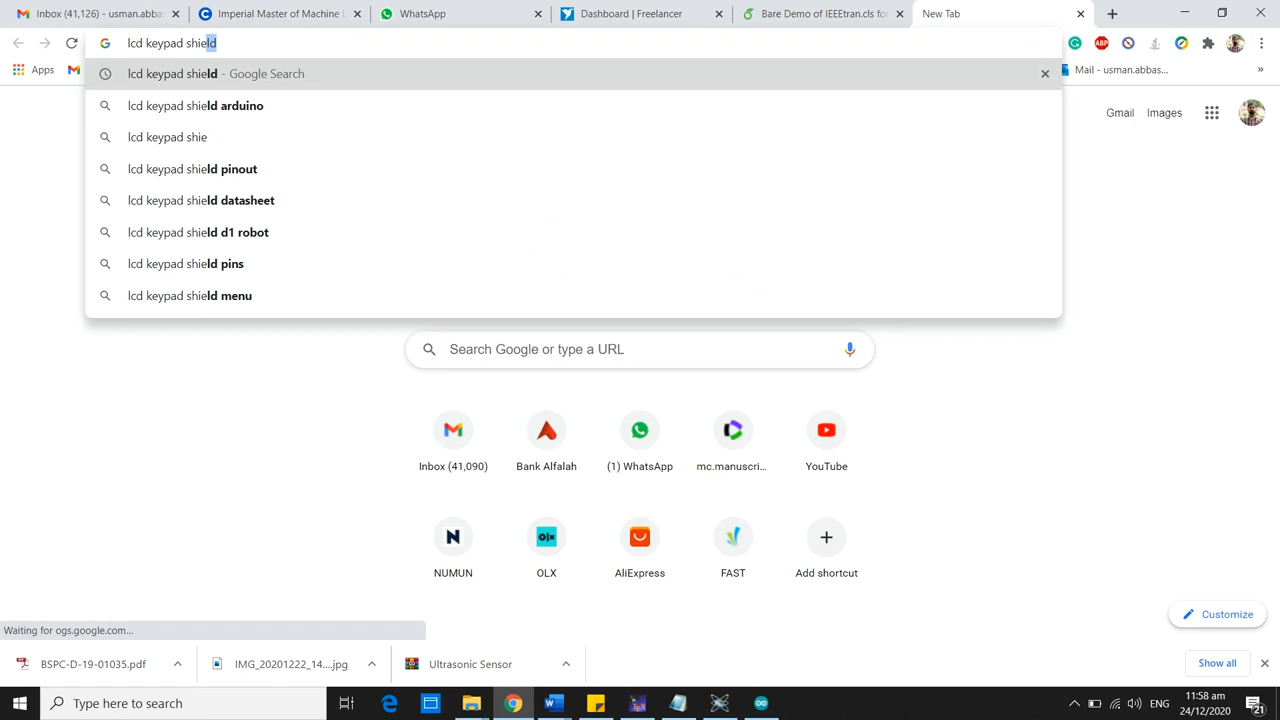 Inbox (41,126) - usman.abbas
Imperial Master of Machine L
WhatsApp
Dashboard | Freelancer
Bare Demo of IEEEtran.cls for
New Tab
lcd keypad shield
Apps
Mail - usman.abbas...
lcd keypad shield - Google Search
lcd keypad shield arduino
lcd keypad shie
lcd keypad shield pinout
lcd keypad shield datasheet
lcd keypad shield d1 robot
lcd keypad shield pins
lcd keypad shield menu
Gmail
Images
Search Google or type a URL
Inbox (41,090)
Bank Alfalah
(1) WhatsApp
mc.manuscri...
YouTube
NUMUN
OLX
AliExpress
FAST
Add shortcut
Customize
Waiting for ogs.google.com...
BSPC-D-19-01035.pdf
IMG_20201222_14....jpg
Ultrasonic Sensor
Show all
Type here to search
ENG
11:58 am
24/12/2020
21